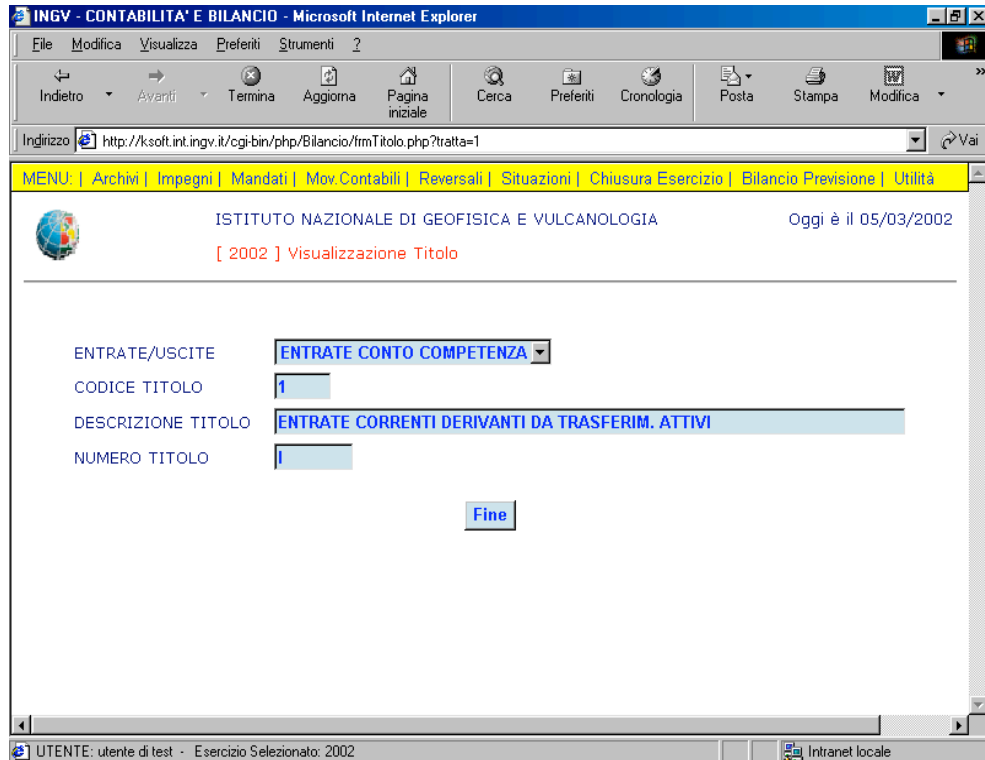 INGV - CONTABILITA' E BILANCIO - Microsoft Internet Explorer
File Modifica Visualizza Preferiti Strumenti ?
Indietro Avanti Termina Aggiorna Pagina iniziale Cerca Preferiti Cronologia Posta Stampa Modifica »
Indirizzo http://ksoft.int.ingv.it/cgi-bin/php/Bilancio/frmTitolo.php?tratta=1 Vai
MENU: | Archivi | Impegni | Mandati | Mov.Contabili | Reversali | Situazioni | Chiusura Esercizio | Bilancio Previsione | Utilità
ISTITUTO NAZIONALE DI GEOFISICA E VULCANOLOGIA Oggi è il 05/03/2002
[ 2002 ] Visualizzazione Titolo
ENTRATE/USCITE ENTRATE CONTO COMPETENZA
CODICE TITOLO 1
DESCRIZIONE TITOLO ENTRATE CORRENTI DERIVANTI DA TRASFERIM. ATTIVI
NUMERO TITOLO I
Fine
UTENTE: utente di test - Esercizio Selezionato: 2002 Intranet locale